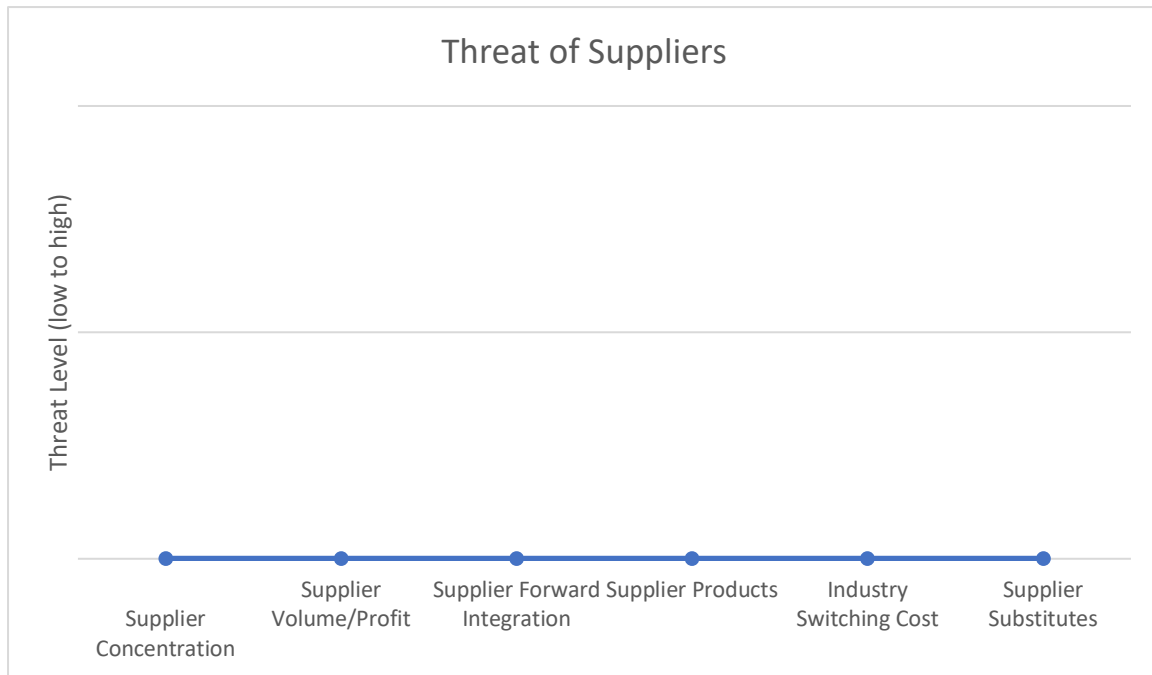 Threat of Suppliers
Threat Level (low to high)
Supplier
Concentration
Supplier
Volume/Profit
Supplier Forward
Integration
Supplier Products
Industry
Switching Cost
Supplier
Substitutes